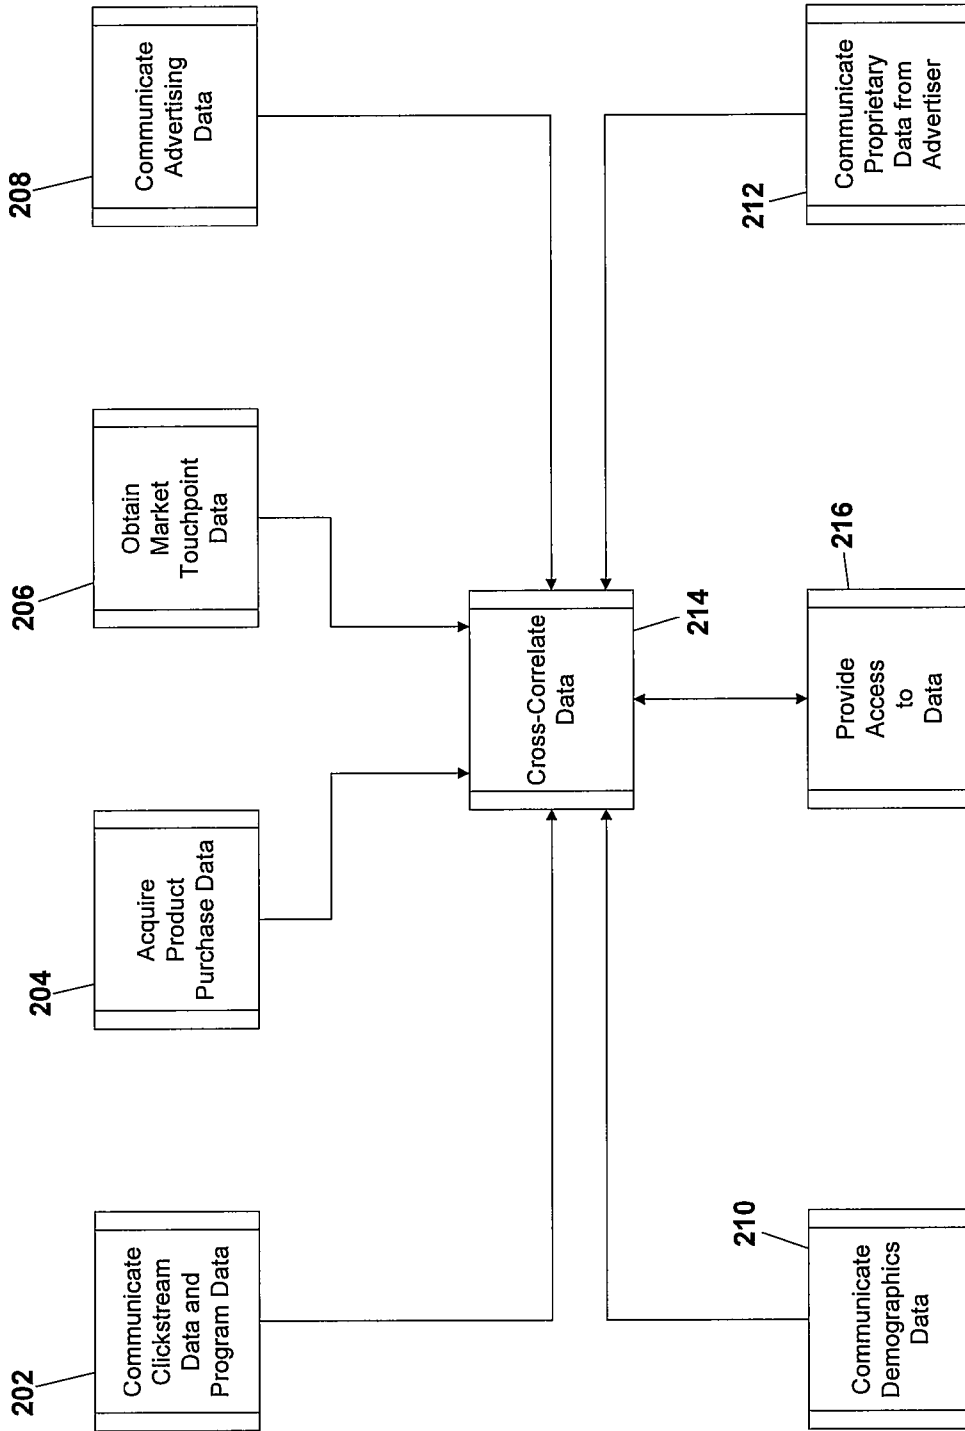 202
Communicate
Clickstream
Data and
Program Data
204
Acquire
Product
Purchase Data
206
Obtain
Market
Touchpoint
Data
208
Communicate
Advertising
Data
Cross-Correlate
Data
214
210
Communicate
Demographics
Data
Provide
Access
to
Data
216
212
Communicate
Proprietary
Data from
Advertiser